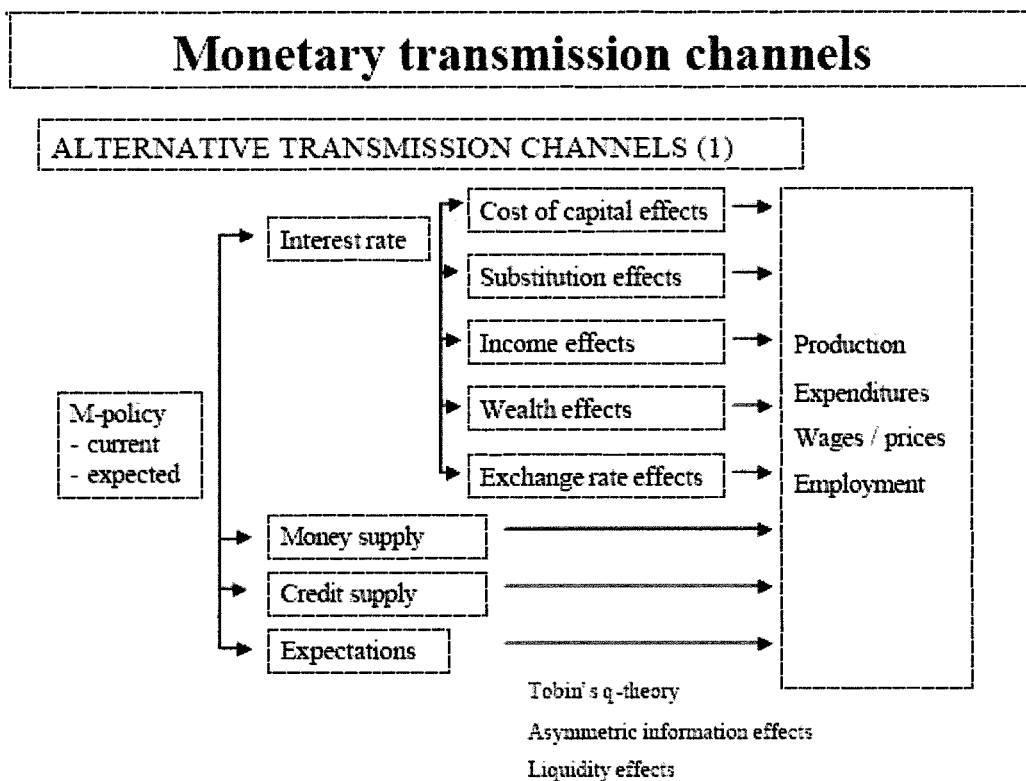 Monetary transmission channels
ALTERNATIVE TRANSMISSION CHANNELS (1)
Interest rate
Cost of capital effects
Substitution effects
Income effects
Wealth effects
Exchange rate effects
M-policy
- current
- expected
Money supply
Credit supply
Expectations
Production
Expenditures
Wages / prices
Employment
Tobin's q-theory
Asymmetric information effects
Liquidity effects